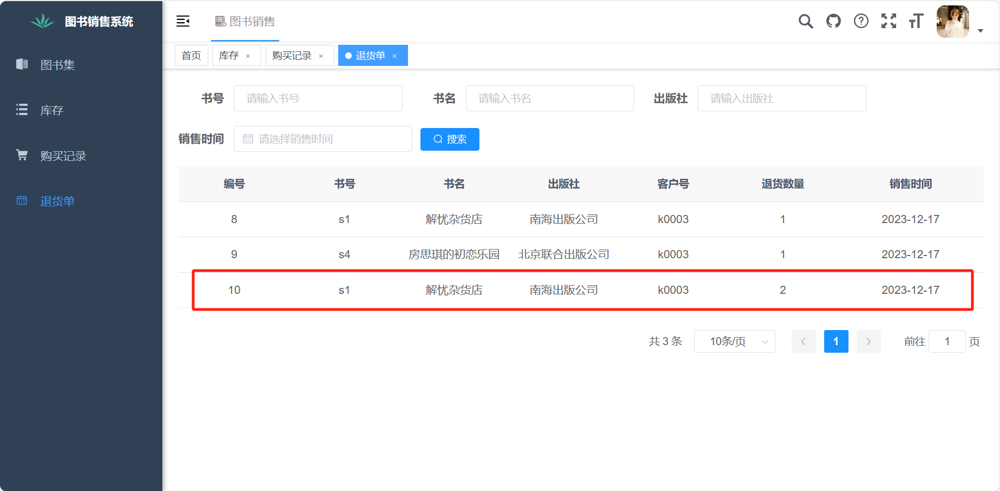 图书销售系统
图书集
库存
购买记录
退货单
图书销售
首页 库存 × 购买记录 × 退货单 ×
书号 请输入书号 书名 请输入书名 出版社 请输入出版社
销售时间 请选择销售时间 搜索
编号 书号 书名 出版社 客户号 退货数量 销售时间
8 s1 解忧杂货店 南海出版公司 k0003 1 2023-12-17
9 s4 房思琪的初恋乐园 北京联合出版公司 k0003 1 2023-12-17
10 s1 解忧杂货店 南海出版公司 k0003 2 2023-12-17
共 3 条 10条/页 1 前往 1 页